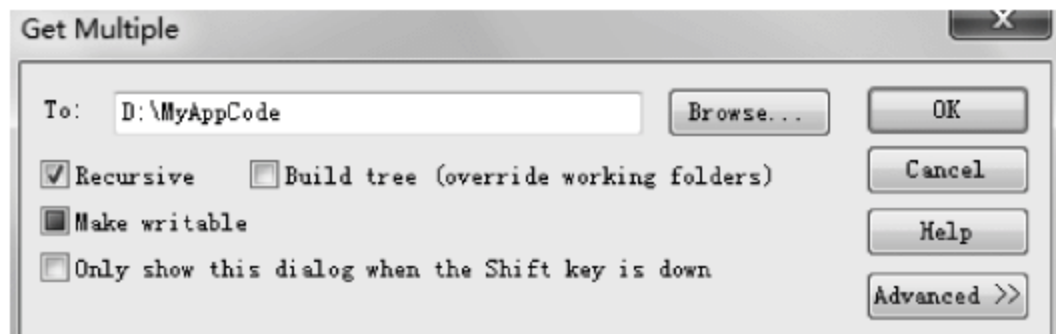 Get Multiple
To: D:\MyAppCode Browse... OK
Recursive Build tree (override working folders) Cancel
Make writable Help
Only show this dialog when the Shift key is down
Advanced >>